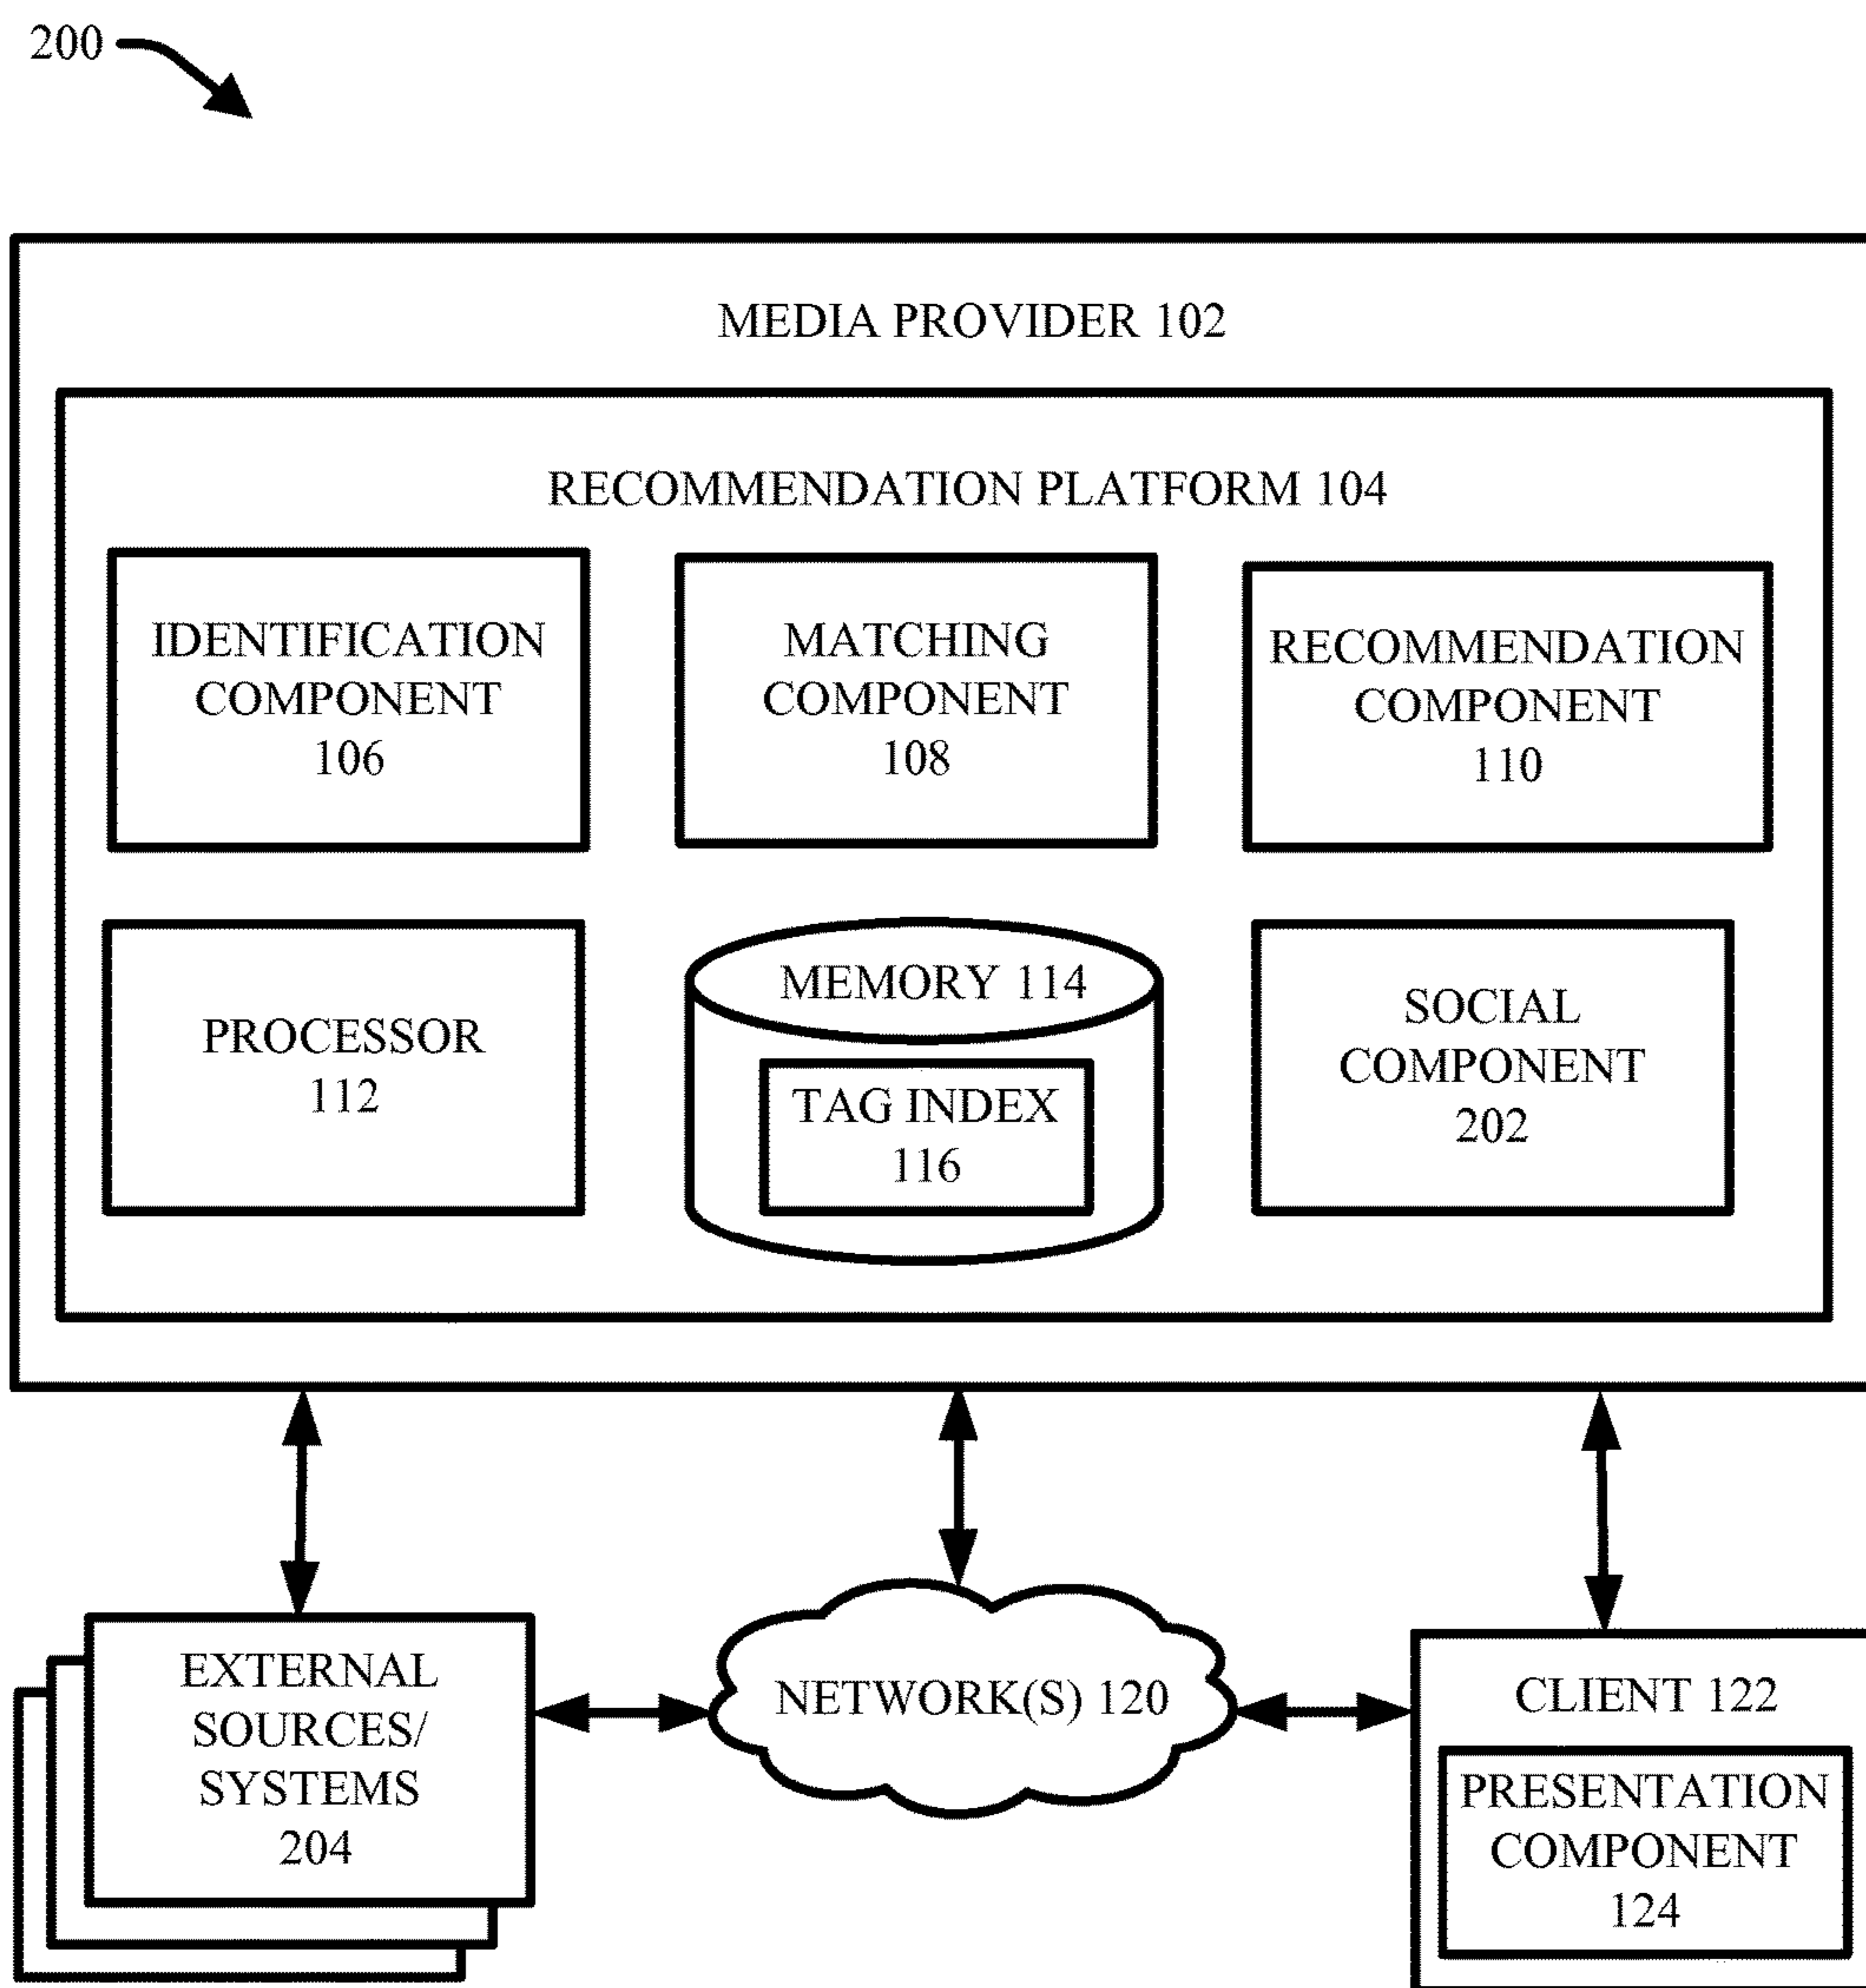 200
MEDIA PROVIDER 102
RECOMMENDATION PLATFORM 104
IDENTIFICATION
COMPONENT
106
MATCHING
COMPONENT
108
RECOMMENDATION
COMPONENT
110
PROCESSOR
112
MEMORY 114
TAG INDEX
116
SOCIAL
COMPONENT
202
EXTERNAL
SOURCES/
SYSTEMS
204
NETWORK(S) 120
CLIENT 122
PRESENTATION
COMPONENT
124